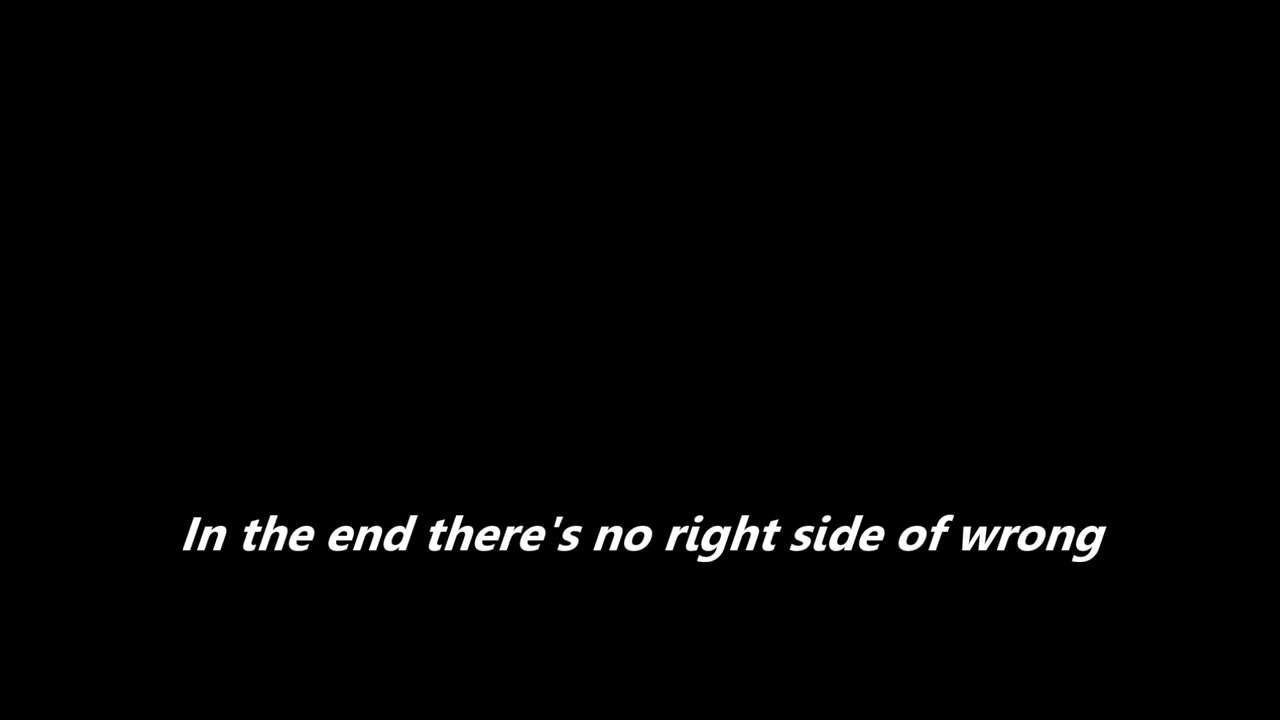 In the end there's no right side of wrong